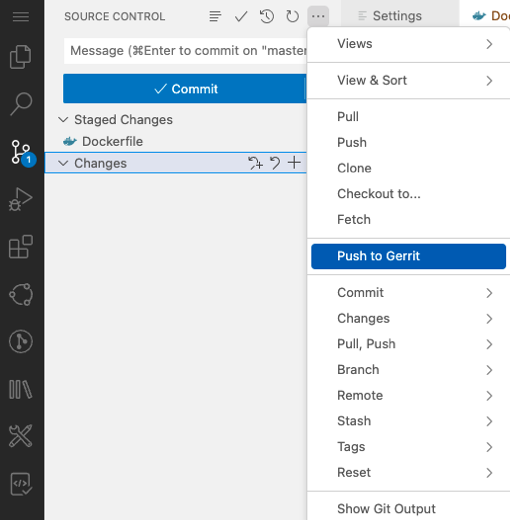 SOURCE CONTROL
Settings
Message (⌘Enter to commit on "master
Commit
Staged Changes
Dockerfile
Changes
1
Views
View & Sort
Pull
Push
Clone
Checkout to...
Fetch
Push to Gerrit
Commit
Changes
Pull, Push
Branch
Remote
Stash
Tags
Reset
Show Git Output